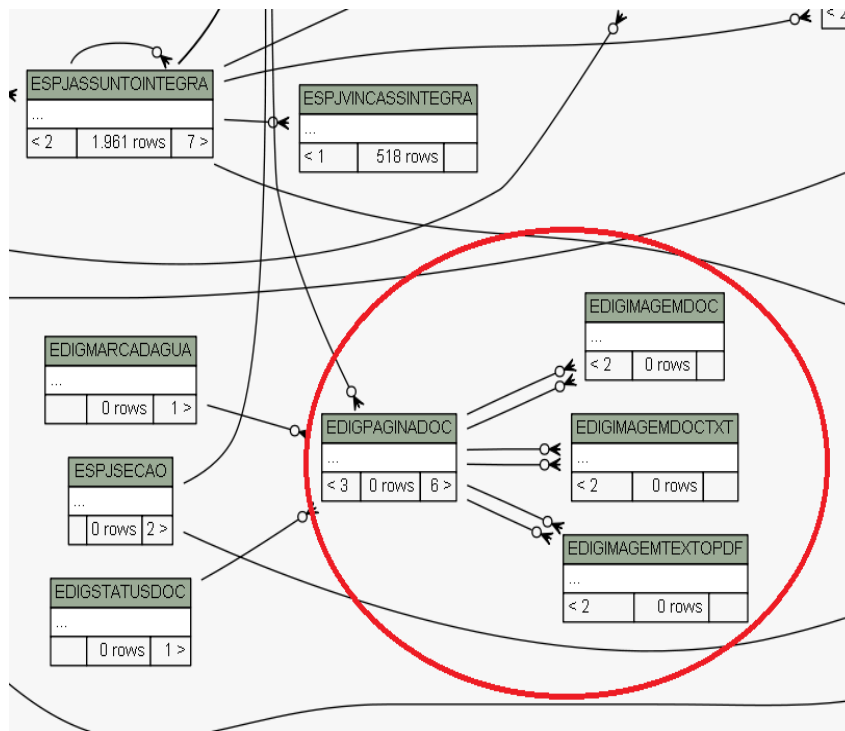 ESPJASSUNTOINTEGRA
...
< 2 1.961 rows 7 >
ESPJVINCASSINTEGRA
...
< 1 518 rows
EDIGMARCADAGUA
...
0 rows 1 >
ESPJSECAO
...
0 rows 2 >
EDIGSTATUSDOC
...
0 rows 1 >
EDIGPAGINADOC
...
< 3 0 rows 6 >
EDIGIMAGEMDOC
...
< 2 0 rows
EDIGIMAGEMDOCTXT
...
< 2 0 rows
EDIGIMAGEMTEXTOPDF
...
< 2 0 rows